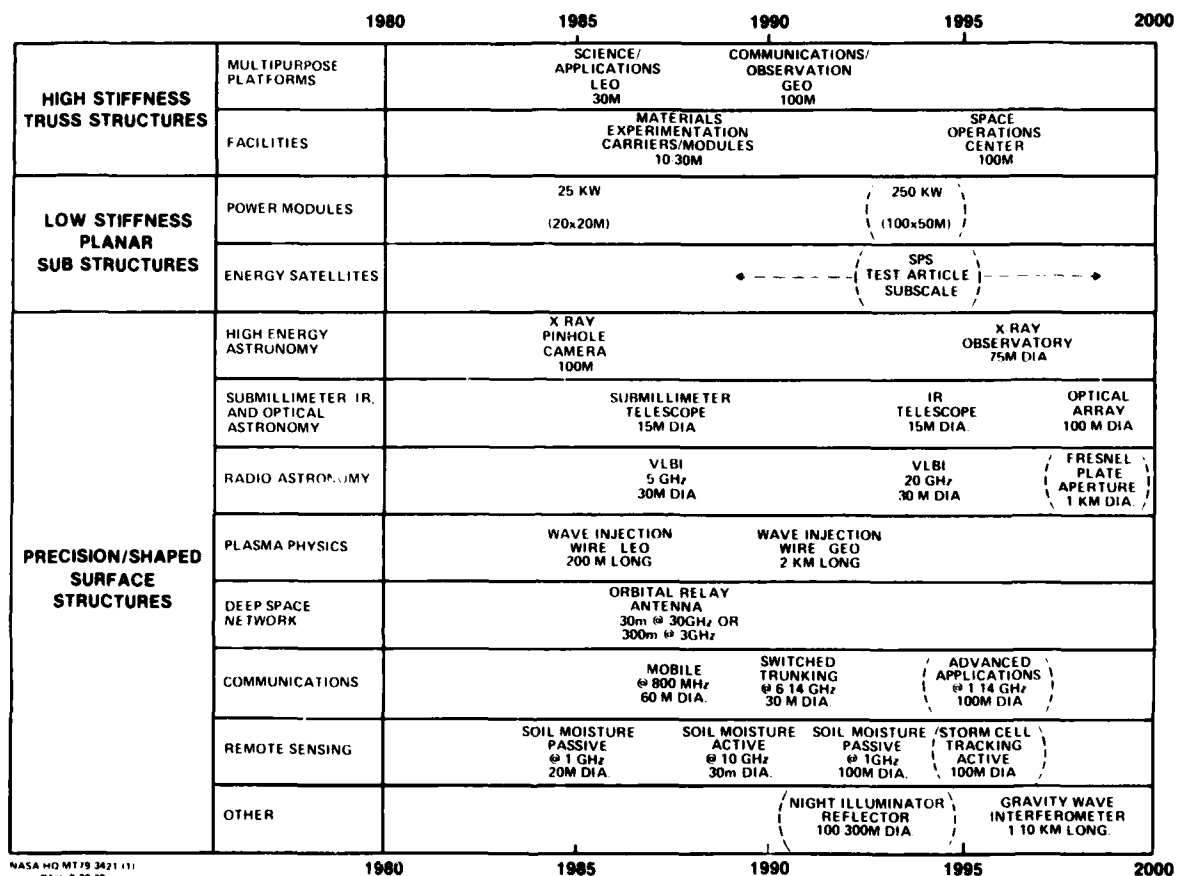 1980 1985 1990 1995 2000
HIGH STIFFNESS
TRUSS STRUCTURES
MULTIPURPOSE
PLATFORMS
SCIENCE/
APPLICATIONS
LEO
30M
COMMUNICATIONS/
OBSERVATION
GEO
100M
FACILITIES
MATERIALS
EXPERIMENTATION
CARRIERS/MODULES
10-30M
SPACE
OPERATIONS
CENTER
100M
LOW STIFFNESS
PLANAR
SUB STRUCTURES
POWER MODULES
25 KW
(20x20M)
250 KW
(100x50M)
ENERGY SATELLITES
SPS
TEST ARTICLE
SUBSCALE
PRECISION/SHAPED
SURFACE
STRUCTURES
HIGH ENERGY
ASTRONOMY
X RAY
PINHOLE
CAMERA
100M
X RAY
OBSERVATORY
75M DIA
SUBMILLIMETER IR,
AND OPTICAL
ASTRONOMY
SUBMILLIMETER
TELESCOPE
15M DIA
IR
TELESCOPE
15M DIA.
OPTICAL
ARRAY
100 M DIA
RADIO ASTRONOMY
VLBI
5 GHz
30M DIA
VLBI
20 GHz
30 M DIA
FRESNEL
PLATE
APERTURE
1 KM DIA.
PLASMA PHYSICS
WAVE INJECTION
WIRE LEO
200 M LONG
WAVE INJECTION
WIRE GEO
2 KM LONG
DEEP SPACE
NETWORK
ORBITAL RELAY
ANTENNA
30m @ 30GHz OR
300m @ 3GHz
COMMUNICATIONS
MOBILE
@ 800 MHz
60 M DIA.
SWITCHED
TRUNKING
@ 6 14 GHz
30 M DIA.
ADVANCED
APPLICATIONS
@ 1 14 GHz
100M DIA
REMOTE SENSING
SOIL MOISTURE
PASSIVE
@ 1 GHz
20M DIA.
SOIL MOISTURE
ACTIVE
@ 10 GHz
30m DIA.
SOIL MOISTURE
PASSIVE
@ 1GHz
100M DIA.
STORM CELL
TRACKING
ACTIVE
100M DIA
OTHER
NIGHT ILLUMINATOR
REFLECTOR
100-300M DIA.
GRAVITY WAVE
INTERFEROMETER
1 10 KM LONG.
1980 1985 1990 1995 2000
NASA HQ MT79 3421 (1)